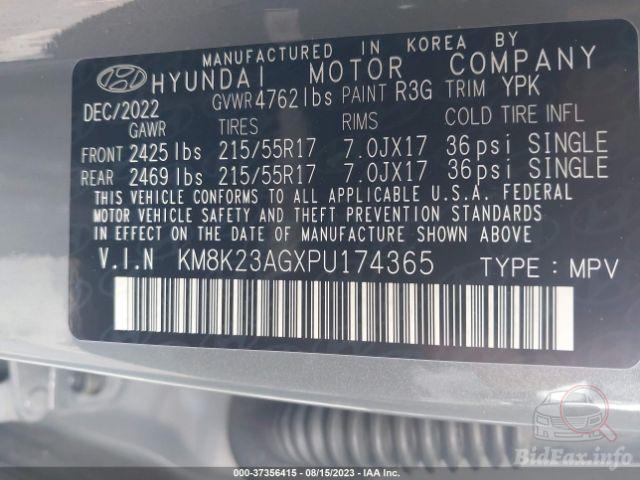 MANUFACTURED IN KOREA BY
HYUNDAI MOTOR COMPANY
DEC/2022 GVWR 4762 lbs PAINT R3G TRIM YPK
GAWR TIRES RIMS COLD TIRE INFL
FRONT 2425 lbs 215/55R17 7.0JX17 36 psi SINGLE
REAR 2469 lbs 215/55R17 7.0JX17 36 psi SINGLE
THIS VEHICLE CONFORMS TO ALL APPLICABLE U.S.A. FEDERAL
MOTOR VEHICLE SAFETY AND THEFT PREVENTION STANDARDS
IN EFFECT ON THE DATE OF MANUFACTURE SHOWN ABOVE.
V.I.N KM8K23AGXPU174365 TYPE : MPV
BidFax.info
000-37356415 - 08/15/2023 - IAA Inc.